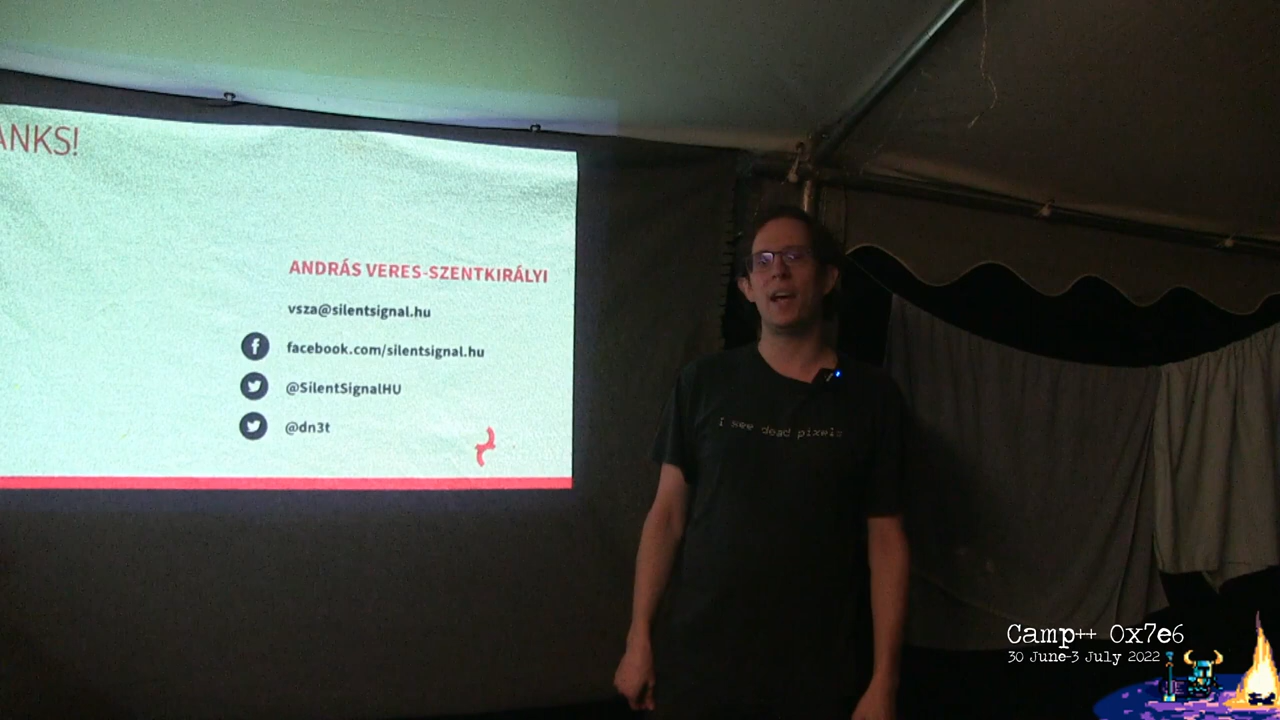 ANKS!
ANDRÁS VERES-SZENTKIRÁLYI
vsza@silentsignal.hu
facebook.com/silentsignal.hu
@SilentSignalHU
@dn3t
I see dead pixels
Camp++ 0x7e6
30 June-3 July 2022